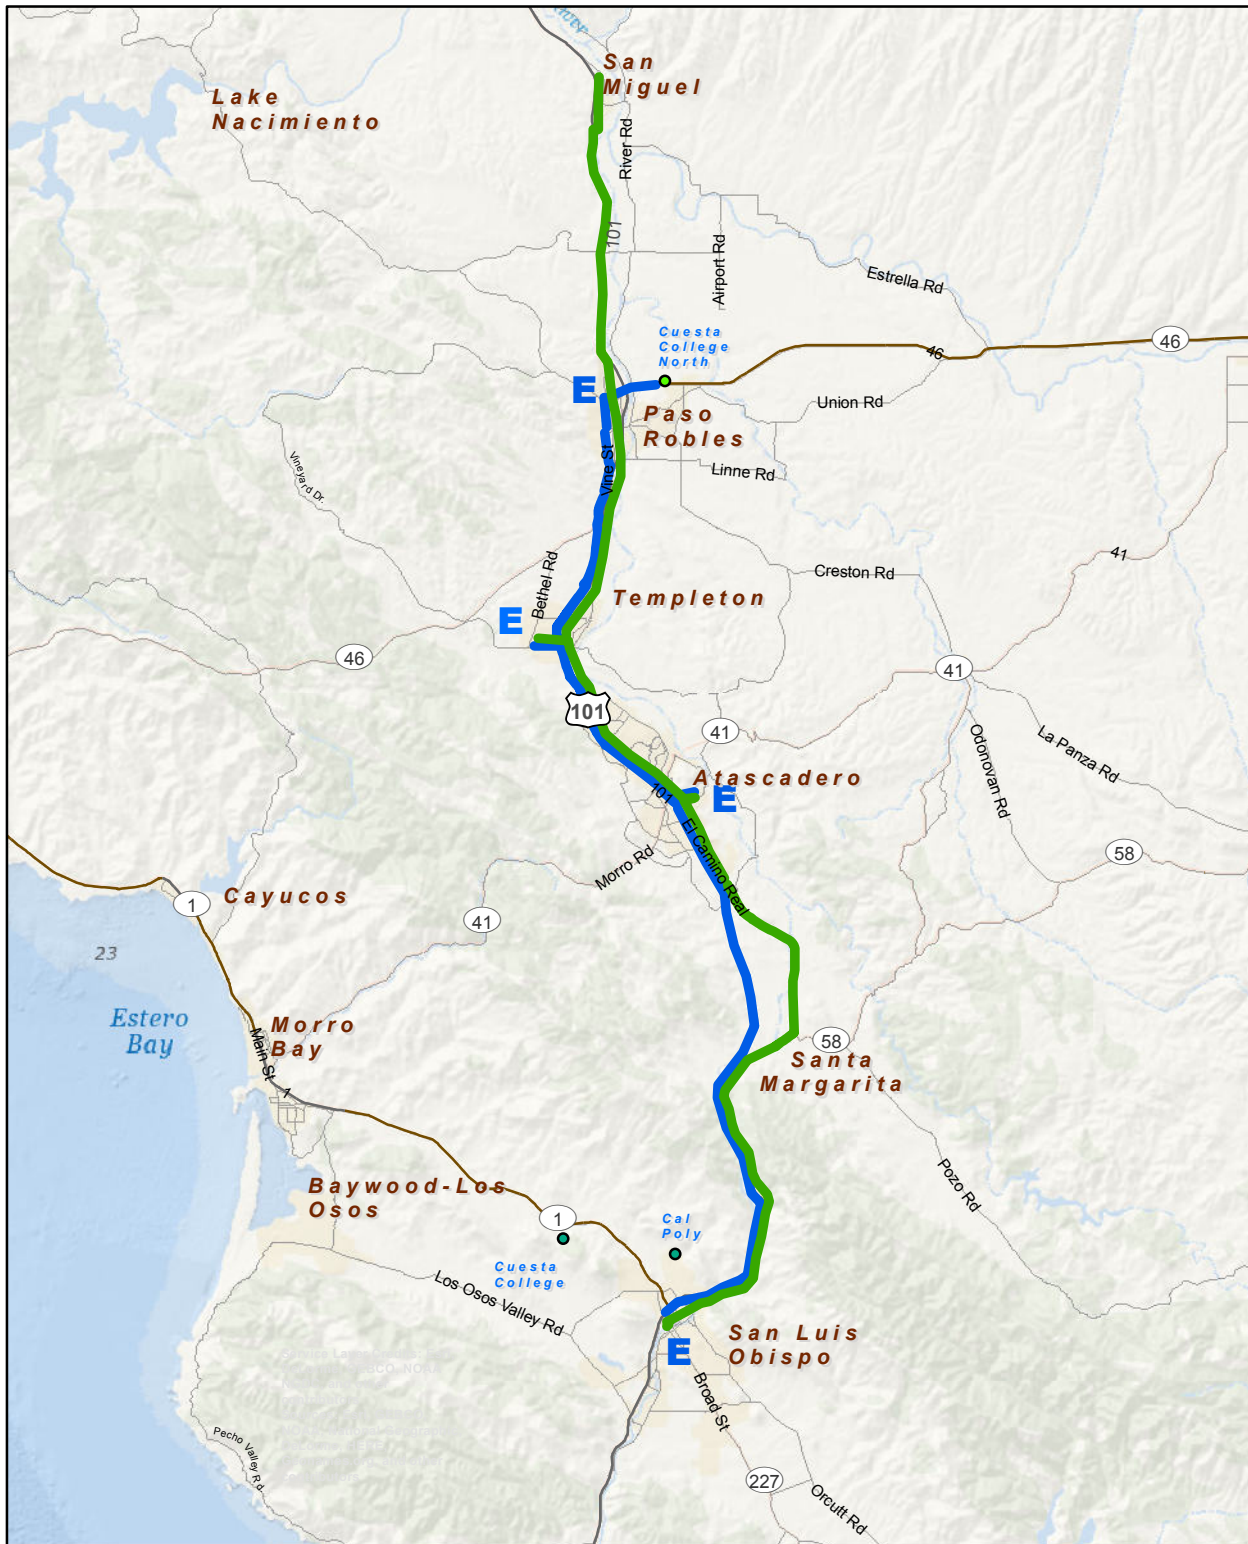 San
Miguel
Lake
Nacimiento
River Rd
101
Airport Rd
Estrella Rd
Cuesta
College
North
46
46
E
Union Rd
Paso
Robles
Vine St
Linne Rd
Vineyard Dr.
41
Creston Rd
Bethel Rd
Templeton
E
46
41
101
41
La Panza Rd
Odonovan Rd
Atascadero
101
E
El Camino Real
Morro Rd
58
Cayucos
1
41
23
Estero
Bay
Morro
Bay
Main St
1
58
Santa
Margarita
Pozo Rd
Baywood-Los
Osos
1
Cal
Poly
Cuesta
College
Los Osos Valley Rd
San Luis
Obispo
E
Broad St
Pecho Valley Rd
227
Orcutt Rd